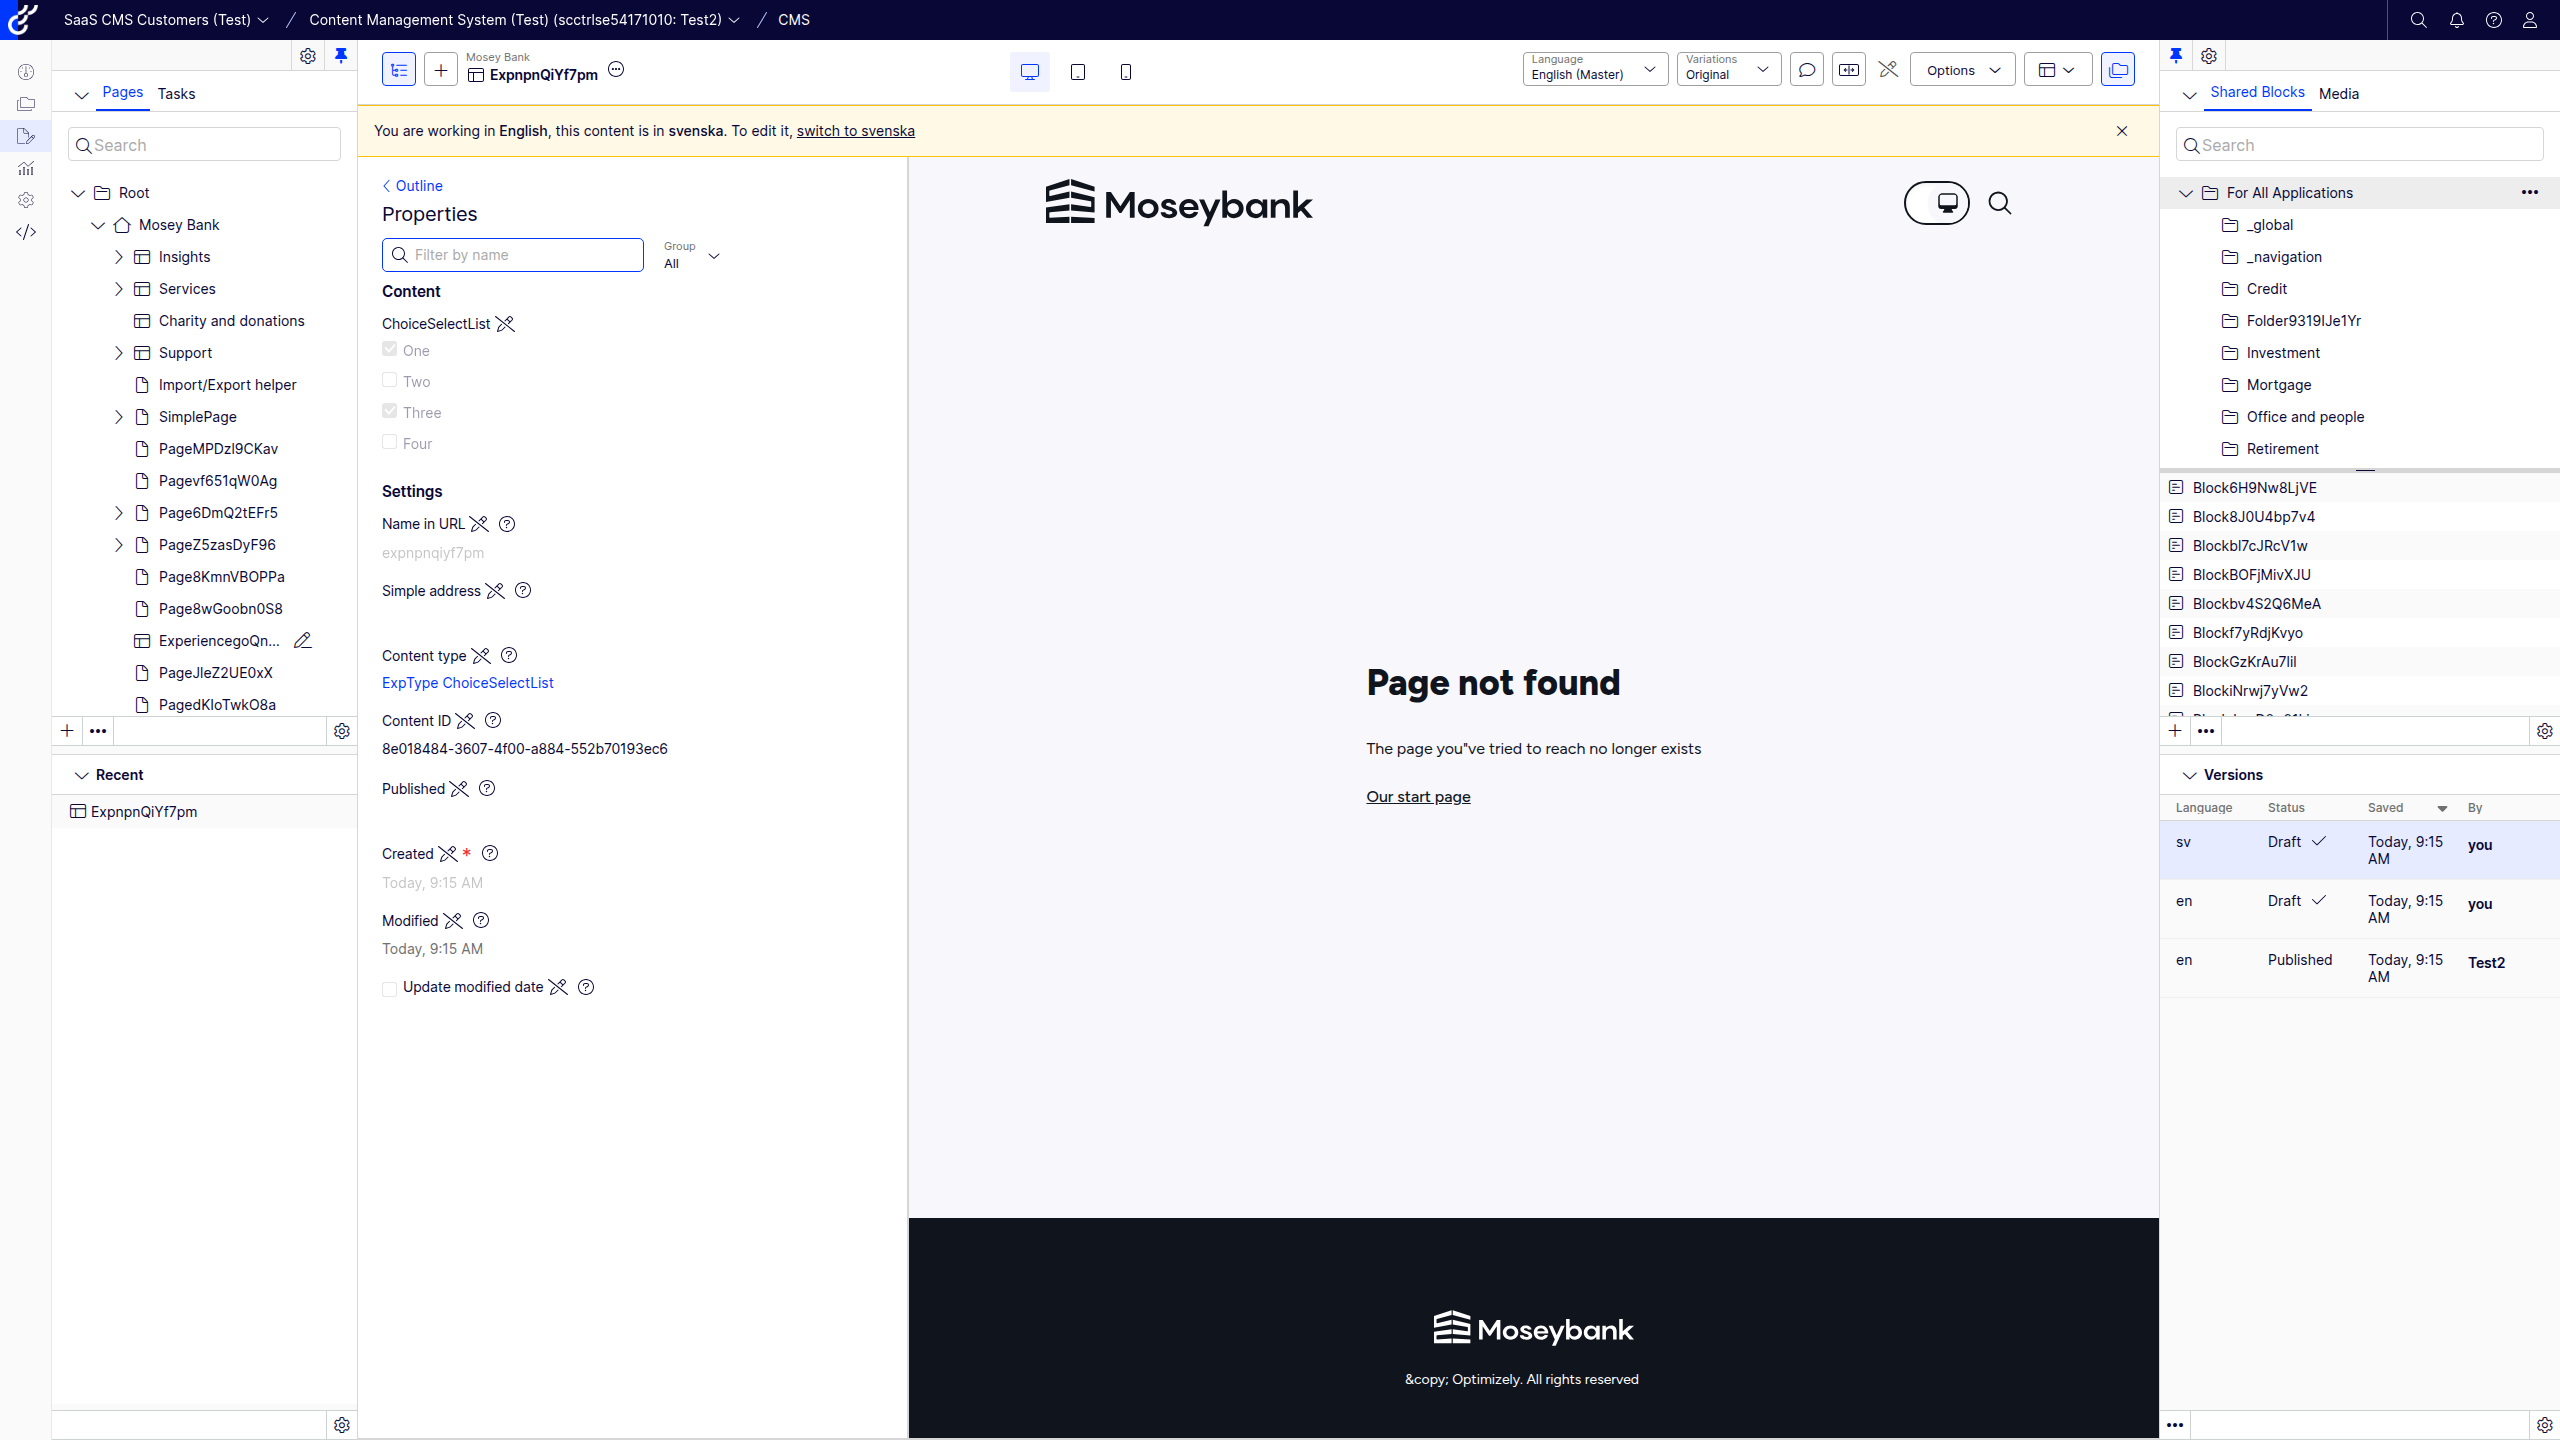 SaaS CMS Customers (Test) / Content Management System (Test) (scctrlse54171010: Test2) / CMS
Pages Tasks
Search
Root
Mosey Bank
Insights
Services
Charity and donations
Support
Import/Export helper
SimplePage
PageMPDzl9CKav
Pagevf651qW0Ag
Page6DmQ2tEFr5
PageZ5zasDyF96
Page8KmnVBOPPa
Page8wGoobn0S8
ExperiencegoQn...
PageJleZ2UE0xX
PagedKloTwkO8a
Recent
ExpnpnQiYf7pm
Mosey Bank
ExpnpnQiYf7pm
Language
English (Master)
Variations
Original
Options
You are working in English, this content is in svenska. To edit it, switch to svenska
Outline
Properties
Filter by name
Group
All
Content
ChoiceSelectList
One
Two
Three
Four
Settings
Name in URL
expnpnqiyf7pm
Simple address
Content type
ExpType ChoiceSelectList
Content ID
8e018484-3607-4f00-a884-552b70193ec6
Published
Created *
Today, 9:15 AM
Modified
Today, 9:15 AM
Update modified date
Moseybank
Page not found
The page you"ve tried to reach no longer exists
Our start page
Moseybank
&copy; Optimizely. All rights reserved
Shared Blocks Media
Search
For All Applications
_global
_navigation
Credit
Folder9319IJe1Yr
Investment
Mortgage
Office and people
Retirement
Block6H9Nw8LjVE
Block8J0U4bp7v4
Blockbl7cJRcV1w
BlockBOFjMivXJU
Blockbv4S2Q6MeA
Blockf7yRdjKvyo
BlockGzKrAu7lil
BlockiNrwj7yVw2
Versions
Language Status Saved By
sv Draft Today, 9:15 AM you
en Draft Today, 9:15 AM you
en Published Today, 9:15 AM Test2